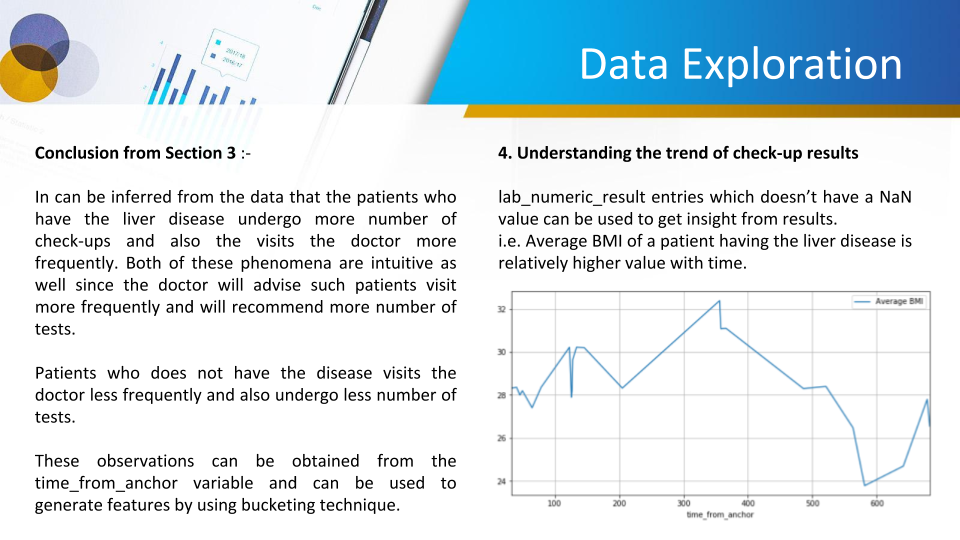 Data Exploration
2017/18
2016/17
Conclusion from Section 3 :-
In can be inferred from the data that the patients who
have the liver disease undergo more number of
check-ups and also the visits the doctor more
frequently. Both of these phenomena are intuitive as
well since the doctor will advise such patients visit
more frequently and will recommend more number of
tests.
Patients who does not have the disease visits the
doctor less frequently and also undergo less number of
tests.
These observations can be obtained from the
time_from_anchor variable and can be used to
generate features by using bucketing technique.
4. Understanding the trend of check-up results
lab_numeric_result entries which doesn’t have a NaN
value can be used to get insight from results.
i.e. Average BMI of a patient having the liver disease is
relatively higher value with time.
Average BMI
32
30
28
26
24
100 200 300 400 500 600
time_from_anchor